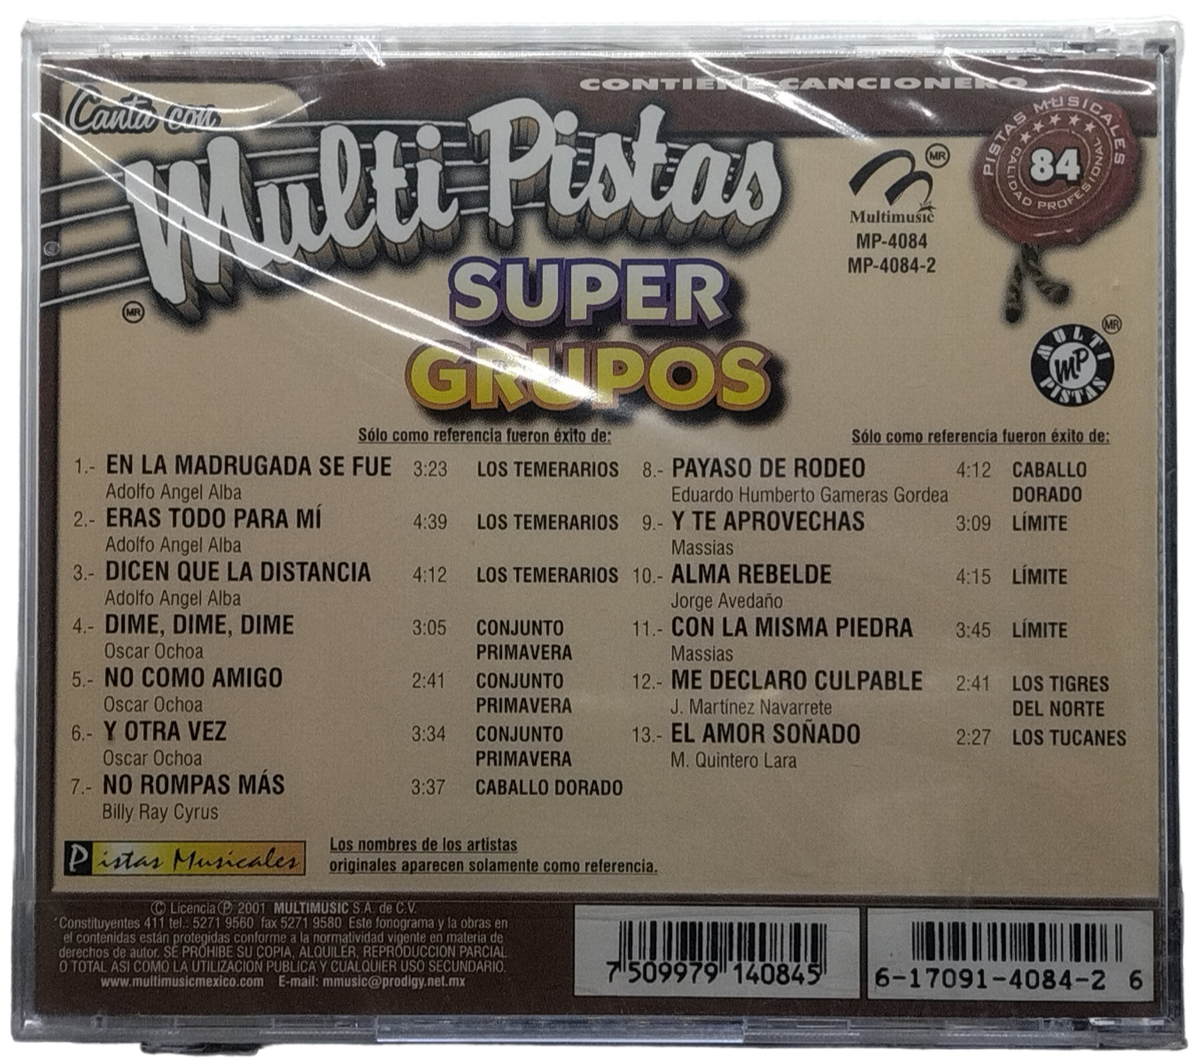 CONTIENE CANCIONERO
Canta con
Multi Pistas
MR
SUPER
GRUPOS
MR
Multimusic
MP-4084
MP-4084-2
PISTAS MUSICALES
84
CALIDAD PROFESIONAL
MR
MULTI
MP
PISTAS
Sólo como referencia fueron éxito de:
1.- EN LA MADRUGADA SE FUE 3:23 LOS TEMERARIOS
Adolfo Angel Alba
2.- ERAS TODO PARA MÍ 4:39 LOS TEMERARIOS
Adolfo Angel Alba
3.- DICEN QUE LA DISTANCIA 4:12 LOS TEMERARIOS
Adolfo Angel Alba
4.- DIME, DIME, DIME 3:05 CONJUNTO
Oscar Ochoa PRIMAVERA
5.- NO COMO AMIGO 2:41 CONJUNTO
Oscar Ochoa PRIMAVERA
6.- Y OTRA VEZ 3:34 CONJUNTO
Oscar Ochoa PRIMAVERA
7.- NO ROMPAS MÁS 3:37 CABALLO DORADO
Billy Ray Cyrus
Sólo como referencia fueron éxito de:
8.- PAYASO DE RODEO 4:12 CABALLO
Eduardo Humberto Gameras Gordea DORADO
9.- Y TE APROVECHAS 3:09 LÍMITE
Massias
10.- ALMA REBELDE 4:15 LÍMITE
Jorge Avedaño
11.- CON LA MISMA PIEDRA 3:45 LÍMITE
Massias
12.- ME DECLARO CULPABLE 2:41 LOS TIGRES
J. Martínez Navarrete DEL NORTE
13.- EL AMOR SOÑADO 2:27 LOS TUCANES
M. Quintero Lara
Pistas Musicales
Los nombres de los artistas
originales aparecen solamente como referencia.
© Licencia ℗ 2001 MULTIMUSIC S.A. de C.V.
Constituyentes 411 tel.: 5271 9560 fax 5271 9580 Este fonograma y la obras en
el contenidas están protegidas conforme a la normatividad vigente en materia de
derechos de autor. SE PROHIBE SU COPIA, ALQUILER, REPRODUCCION PARCIAL
O TOTAL ASI COMO LA UTILIZACION PUBLICA Y CUALQUIER USO SECUNDARIO.
www.multimusicmexico.com E-mail: mmusic@prodigy.net.mx
7 509979 140845
6-17091-4084-2 6